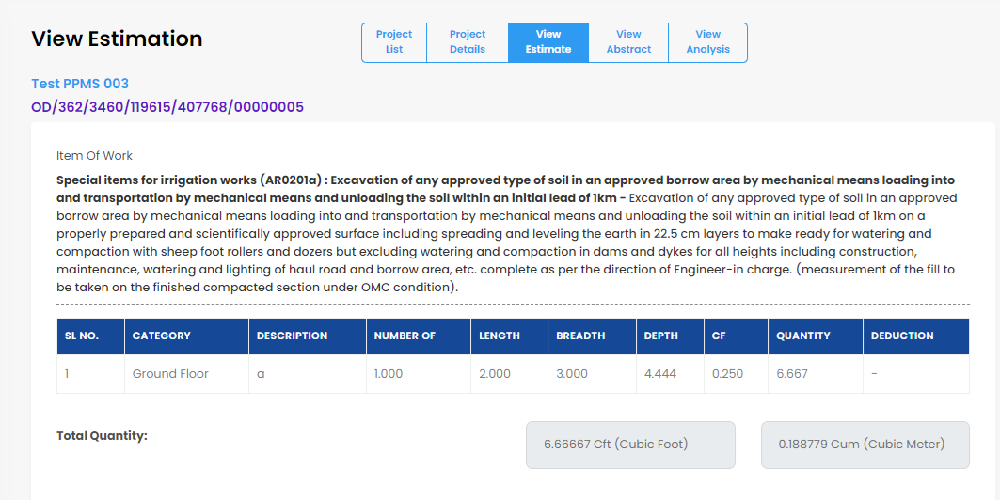 View Estimation
Project List
Project Details
View Estimate
View Abstract
View Analysis
Test PPMS 003
OD/362/3460/119615/407768/00000005
Item Of Work
Special items for irrigation works (AR0201a) : Excavation of any approved type of soil in an approved borrow area by mechanical means loading into
and transportation by mechanical means and unloading the soil within an initial lead of 1km - Excavation of any approved type of soil in an approved
borrow area by mechanical means loading into and transportation by mechanical means and unloading the soil within an initial lead of 1km on a
properly prepared and scientifically approved surface including spreading and leveling the earth in 22.5 cm layers to make ready for watering and
compaction with sheep foot rollers and dozers but excluding watering and compaction in dams and dykes for all heights including construction,
maintenance, watering and lighting of haul road and borrow area, etc. complete as per the direction of Engineer-in charge. (measurement of the fill to
be taken on the finished compacted section under OMC condition).
SL NO. CATEGORY DESCRIPTION NUMBER OF LENGTH BREADTH DEPTH CF QUANTITY DEDUCTION
1 Ground Floor a 1.000 2.000 3.000 4.444 0.250 6.667 -
Total Quantity: 6.66667 Cft (Cubic Foot) 0.188779 Cum (Cubic Meter)